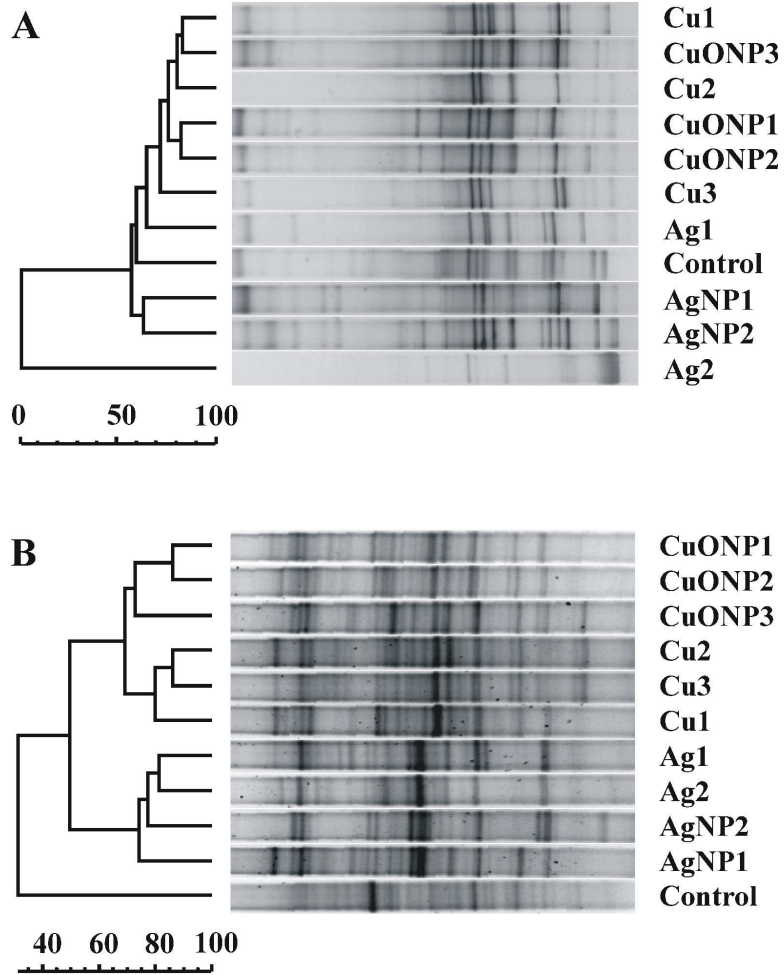 A
Cu1
CuONP3
Cu2
CuONP1
CuONP2
Cu3
Ag1
Control
AgNP1
AgNP2
Ag2
0 50 100
B
CuONP1
CuONP2
CuONP3
Cu2
Cu3
Cu1
Ag1
Ag2
AgNP2
AgNP1
Control
40 60 80 100